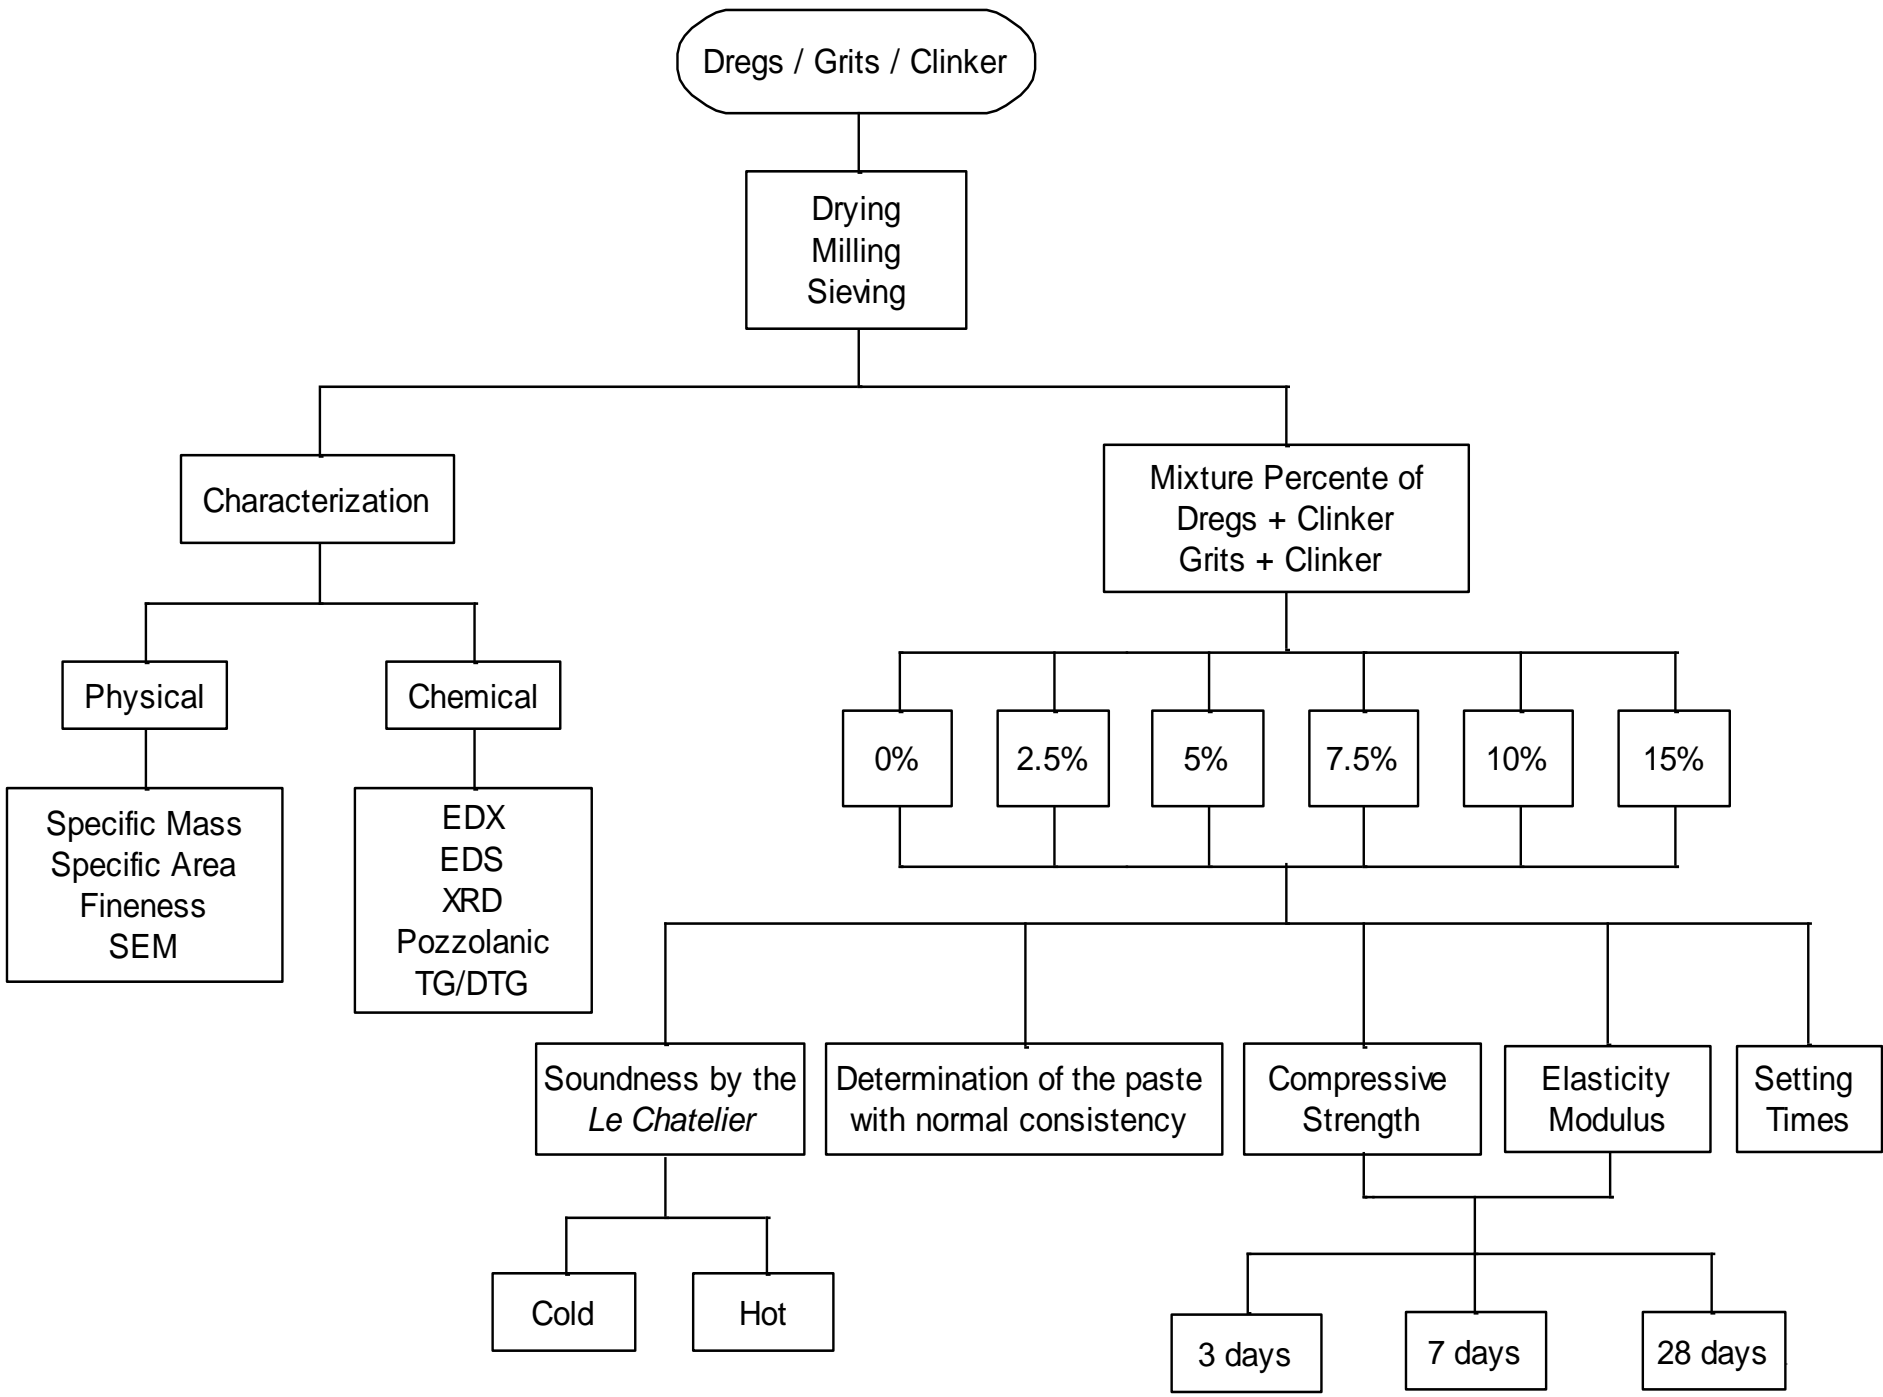 Dregs / Grits / Clinker
Drying
Milling
Sieving
Characterization
Mixture Percente of
Dregs + Clinker
Grits + Clinker
Physical
Chemical
0%
2.5%
5%
7.5%
10%
15%
Specific Mass
Specific Area
Fineness
SEM
EDX
EDS
XRD
Pozzolanic
TG/DTG
Soundness by the
Le Chatelier
Determination of the paste
with normal consistency
Compressive
Strength
Elasticity
Modulus
Setting
Times
Cold
Hot
3 days
7 days
28 days